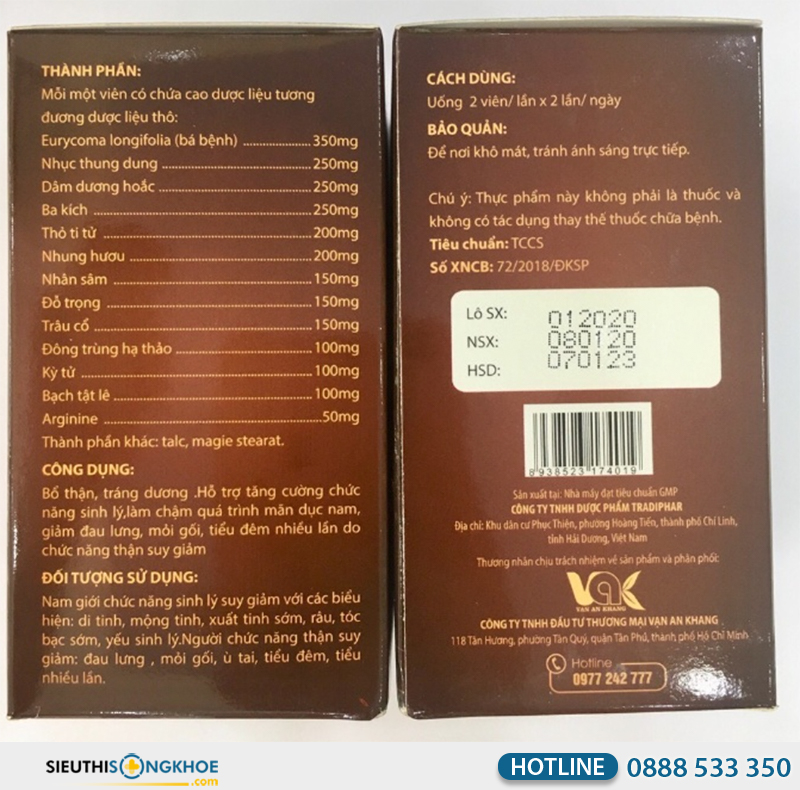 THÀNH PHẦN:
Mỗi một viên có chứa cao dược liệu tương
đương dược liệu thô:
Eurycoma longifolia (bá bệnh) ................. 350mg
Nhục thung dung ................................. 250mg
Dâm dương hoắc ................................. 250mg
Ba kích ................................................ 250mg
Thỏ ti tử .............................................. 200mg
Nhung hươu ........................................ 200mg
Nhân sâm ............................................ 150mg
Đỗ trọng .............................................. 150mg
Trâu cổ ................................................ 150mg
Đông trùng hạ thảo .............................. 100mg
Kỳ tử .................................................... 100mg
Bạch tật lê ............................................ 100mg
Arginine ................................................ 50mg
Thành phần khác: talc, magie stearat.
CÔNG DỤNG:
Bổ thận, tráng dương .Hỗ trợ tăng cường chức
năng sinh lý,làm chậm quá trình mãn dục nam,
giảm đau lưng, mỏi gối, tiểu đêm nhiều lần do
chức năng thận suy giảm
ĐỐI TƯỢNG SỬ DỤNG:
Nam giới chức năng sinh lý suy giảm với các biểu
hiện: di tinh, mộng tinh, xuất tinh sớm, râu, tóc
bạc sớm, yếu sinh lý.Người chức năng thận suy
giảm: đau lưng , mỏi gối, ù tai, tiểu đêm, tiểu
nhiều lần.
CÁCH DÙNG:
Uống 2 viên/ lần x 2 lần/ ngày
BẢO QUẢN:
Để nơi khô mát, tránh ánh sáng trực tiếp.
Chú ý: Thực phẩm này không phải là thuốc và
không có tác dụng thay thế thuốc chữa bệnh.
Tiêu chuẩn: TCCS
Số XNCB: 72/2018/ĐKSP
Lô SX: 012020
NSX: 080120
HSD: 070123
8938523174019
Sản xuất tại: Nhà máy đạt tiêu chuẩn GMP
CÔNG TY TNHH DƯỢC PHẨM TRADIPHAR
Địa chỉ: Khu dân cư Phục Thiện, phường Hoàng Tiến, thành phố Chí Linh,
tỉnh Hải Dương, Việt Nam
Thương nhân chịu trách nhiệm về sản phẩm và phân phối:
VAK
VẠN AN KHANG
CÔNG TY TNHH ĐẦU TƯ THƯƠNG MẠI VẠN AN KHANG
118 Tân Hương, phường Tân Quý, quận Tân Phú, thành phố Hồ Chí Minh
Hotline
0977 242 777
SIEUTHISONGKHOE
.com
HOTLINE 0888 533 350